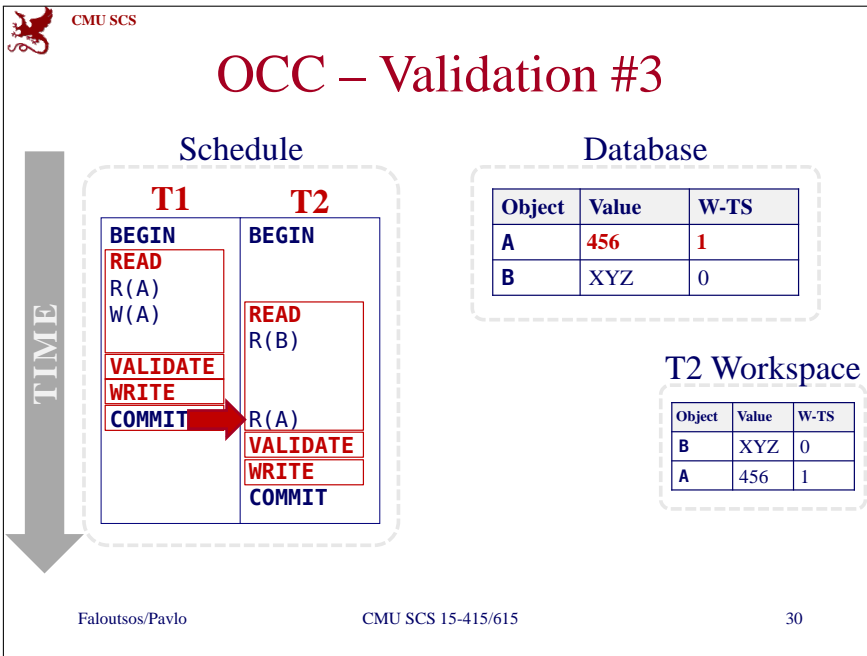 CMU SCS
OCC – Validation #3
Schedule
TIME
T1 T2
BEGIN BEGIN
READ
R(A)
W(A) READ
R(B)
VALIDATE
WRITE
COMMIT R(A)
VALIDATE
WRITE
COMMIT
Database
Object Value W-TS
A 456 1
B XYZ 0
T2 Workspace
Object Value W-TS
B XYZ 0
A 456 1
Faloutsos/Pavlo CMU SCS 15-415/615 30